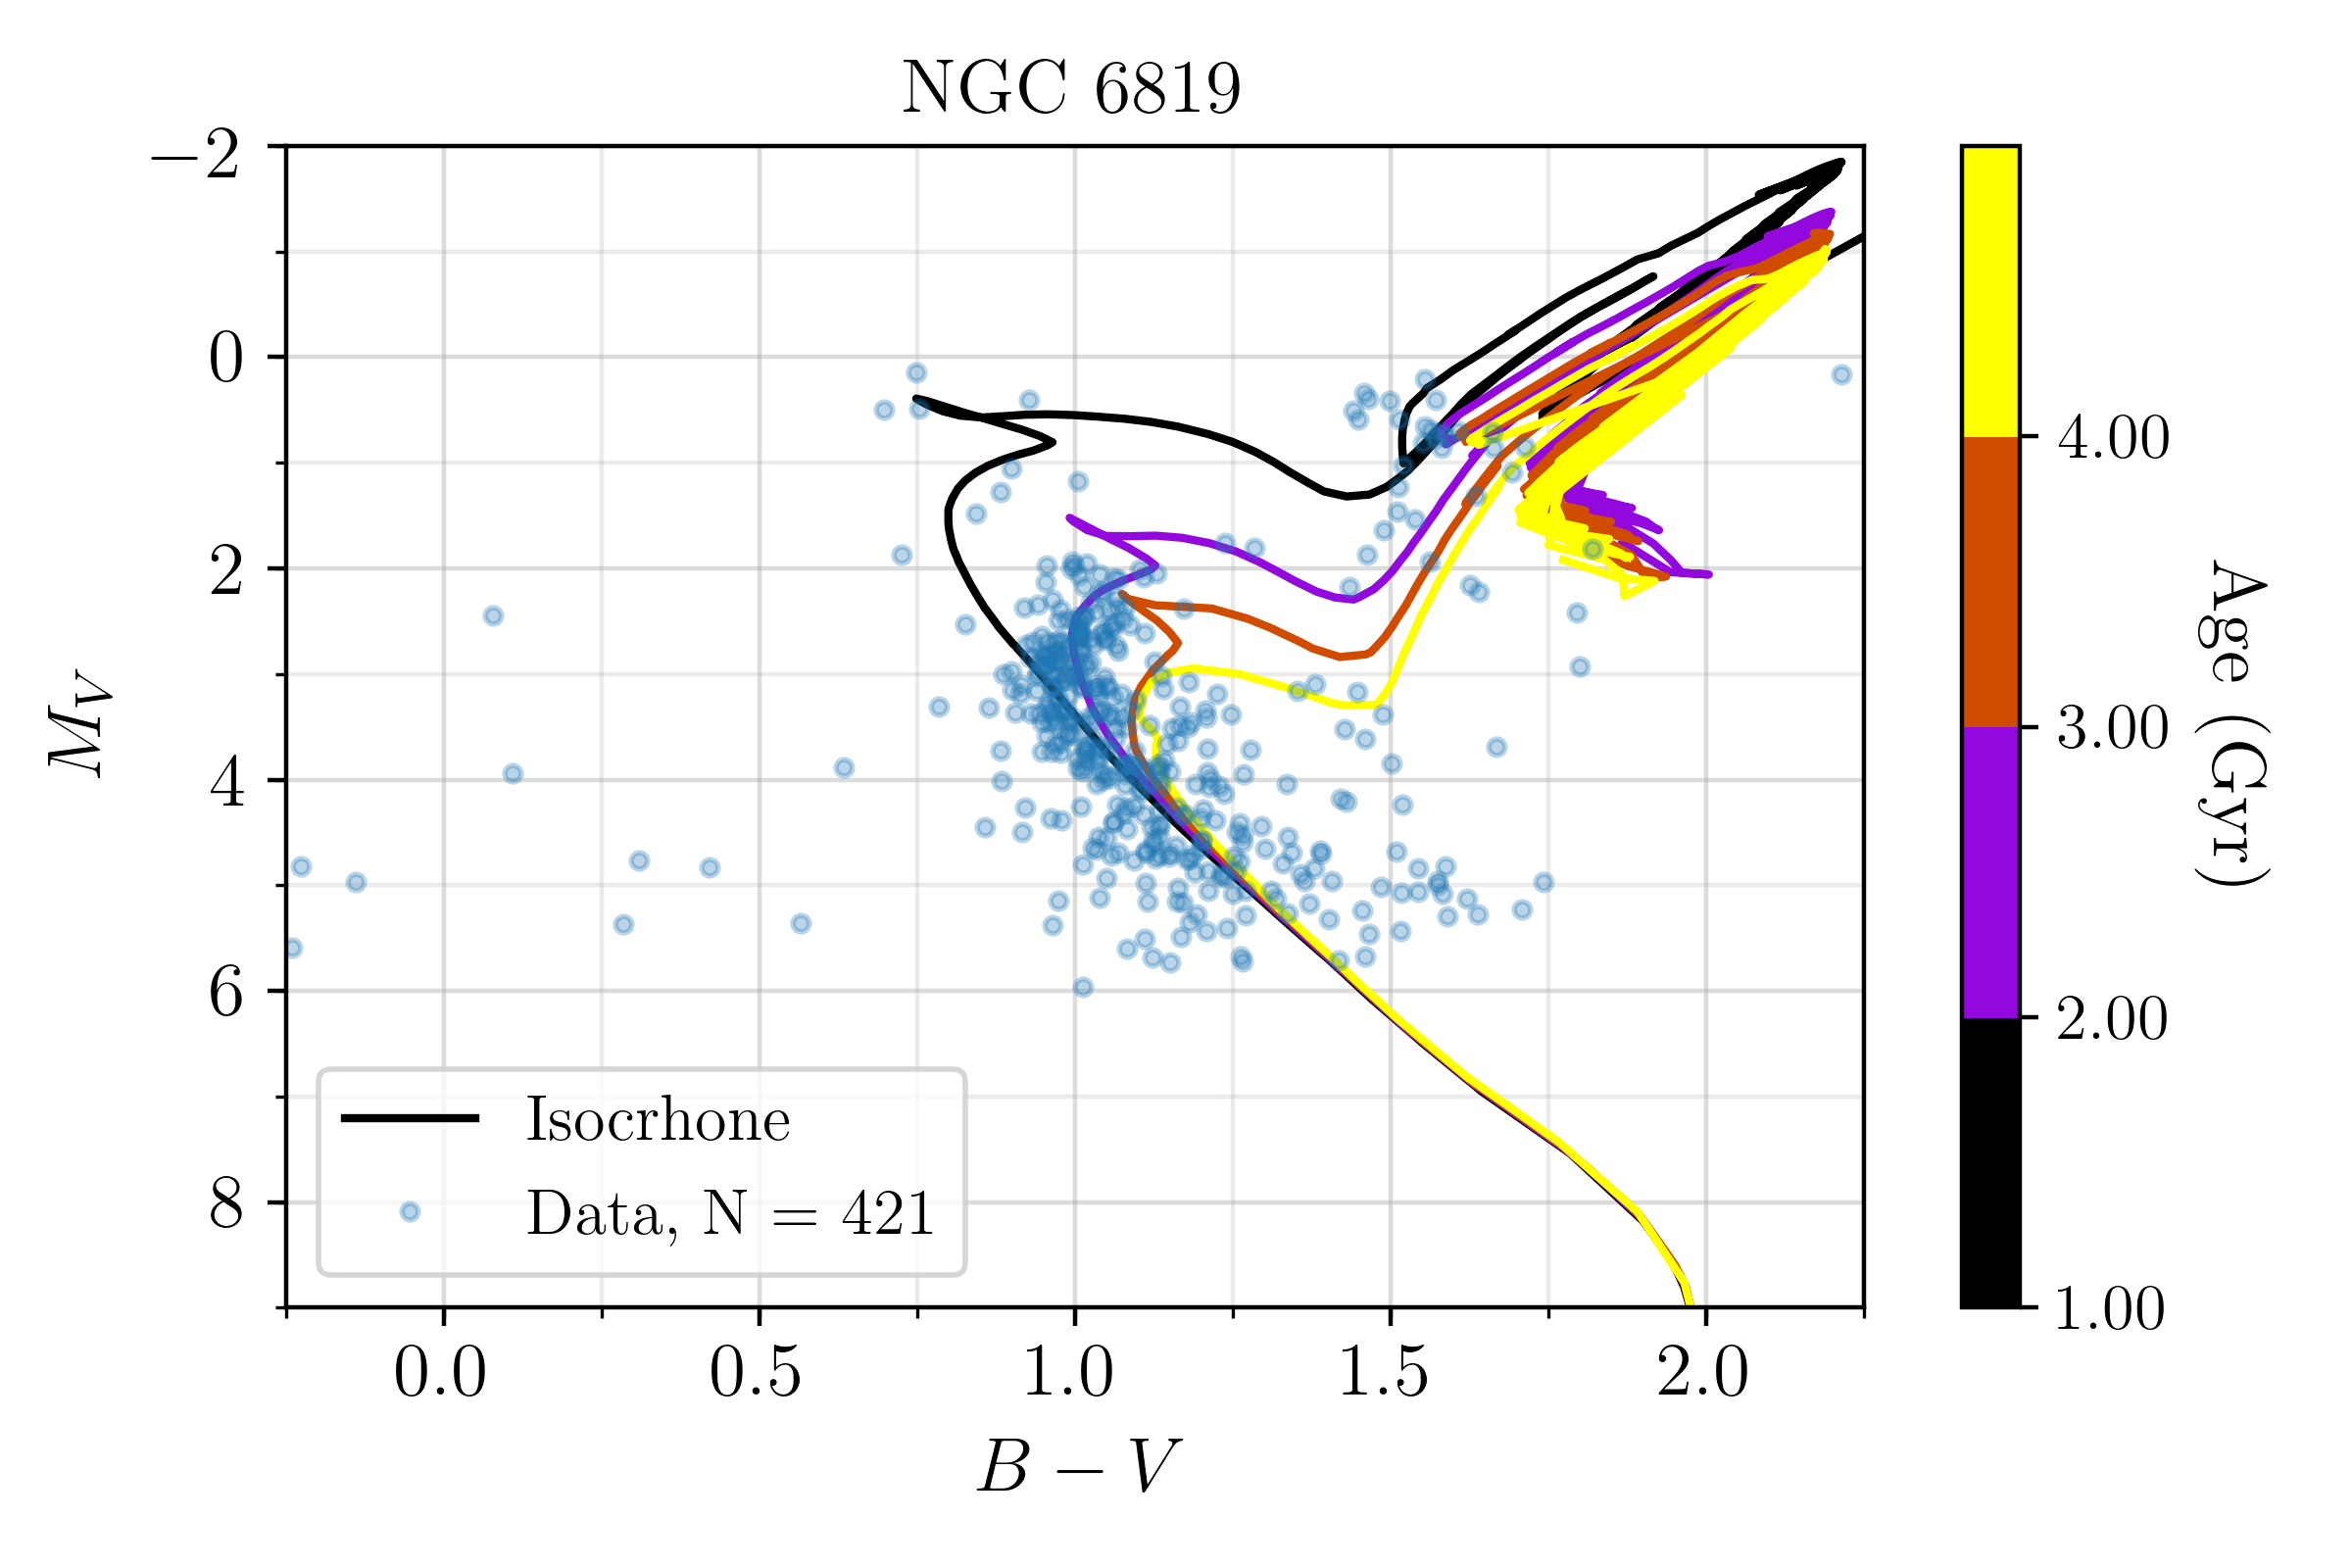 NGC 6819
−2
0
2
4
6
8
M_V
0.0 0.5 1.0 1.5 2.0
B − V
Isocrhone
Data, N = 421
4.00
3.00
2.00
1.00
Age (Gyr)